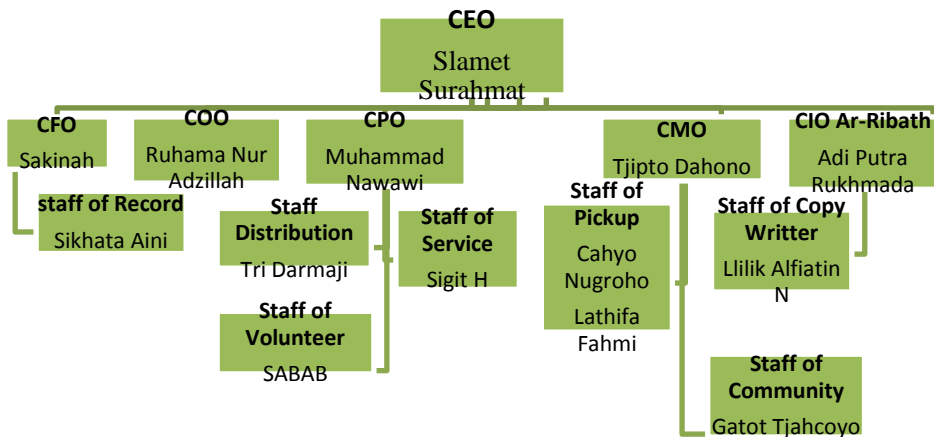 CEO
Slamet
Surahmat
CFO
Sakinah
COO
Ruhama Nur
Adzillah
CPO
Muhammad
Nawawi
CMO
Tjipto Dahono
CIO Ar-Ribath
Adi Putra
Rukhmada
staff of Record
Sikhata Aini
Staff
Distribution
Tri Darmaji
Staff of
Service
Sigit H
Staff of
Volunteer
SABAB
Staff of
Pickup
Cahyo
Nugroho
Lathifa
Fahmi
Staff of Copy
Writter
Llilik Alfiatin
N
Staff of
Community
Gatot Tjahcoyo